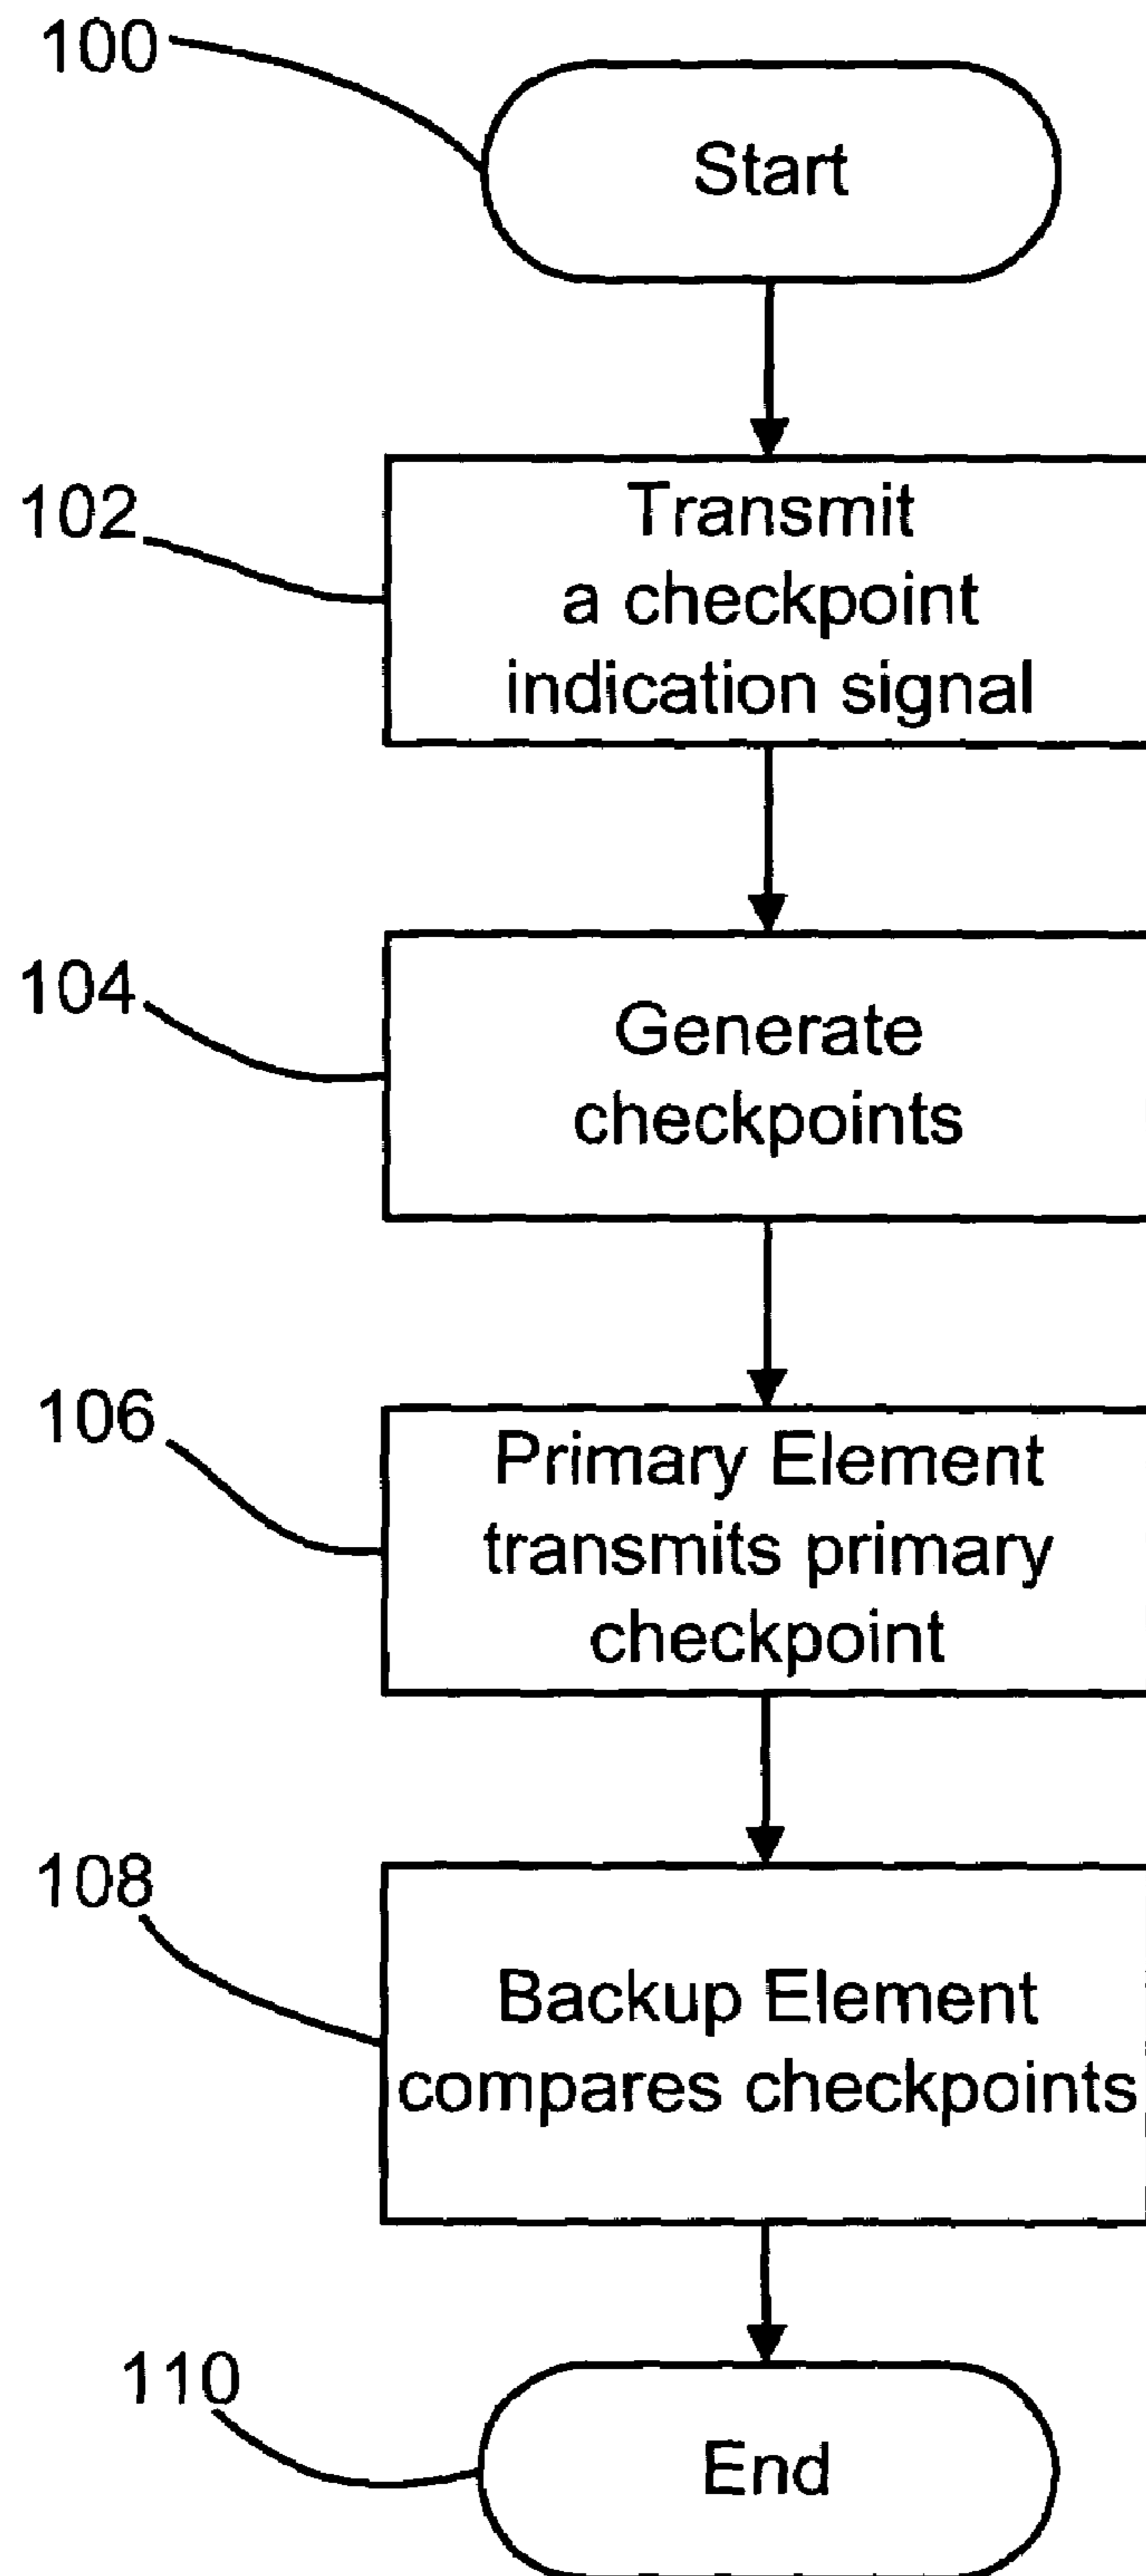 100
Start
102
Transmit
a checkpoint
indication signal
104
Generate
checkpoints
106
Primary Element
transmits primary
checkpoint
108
Backup Element
compares checkpoints
110
End